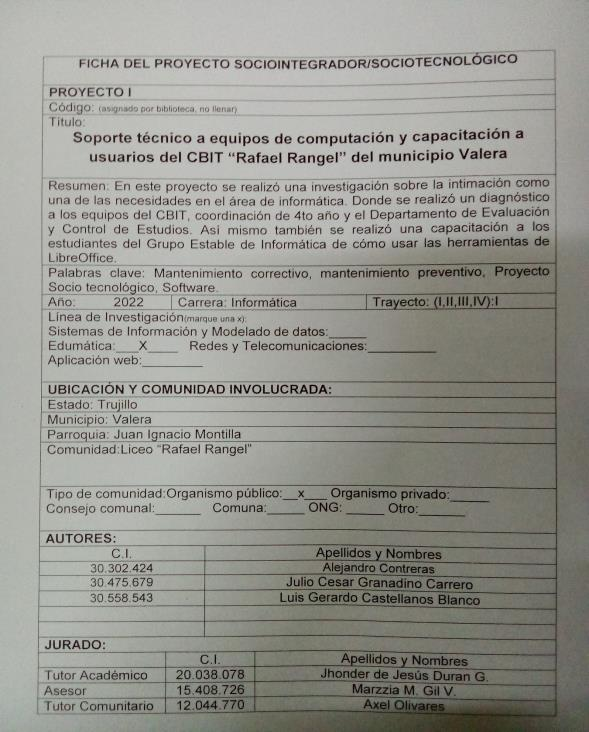 FICHA DEL PROYECTO SOCIOINTEGRADOR/SOCIOTECNOLÓGICO
PROYECTO I
Código: (asignado por biblioteca, no llenar)
Titulo:
Soporte técnico a equipos de computación y capacitación a
usuarios del CBIT “Rafael Rangel” del municipio Valera
Resumen: En este proyecto se realizó una investigación sobre la intimación como
una de las necesidades en el área de informática. Donde se realizó un diagnóstico
a los equipos del CBIT, coordinación de 4to año y el Departamento de Evaluación
y Control de Estudios. Así mismo también se realizó una capacitación a los
estudiantes del Grupo Estable de Informática de cómo usar las herramientas de
LibreOffice.
Palabras clave: Mantenimiento correctivo, mantenimiento preventivo, Proyecto
Socio tecnológico, Software.
Año: 2022 Carrera: Informática Trayecto: (I,II,III,IV):I
Línea de Investigación(marque una x):
Sistemas de Información y Modelado de datos:_____
Edumática:___X____ Redes y Telecomunicaciones:_________
Aplicación web:________
UBICACIÓN Y COMUNIDAD INVOLUCRADA:
Estado: Trujillo
Municipio: Valera
Parroquia: Juan Ignacio Montilla
Comunidad:Liceo “Rafael Rangel”
Tipo de comunidad:Organismo público:__x___ Organismo privado:_____
Consejo comunal:______ Comuna:_____ ONG: _____ Otro:______
AUTORES:
C.I. Apellidos y Nombres
30.302.424 Alejandro Contreras
30.475.679 Julio Cesar Granadino Carrero
30.558.543 Luis Gerardo Castellanos Blanco
JURADO:
C.I. Apellidos y Nombres
Tutor Académico 20.038.078 Jhonder de Jesús Duran G.
Asesor 15.408.726 Marzzia M. Gil V.
Tutor Comunitario 12.044.770 Axel Olivares